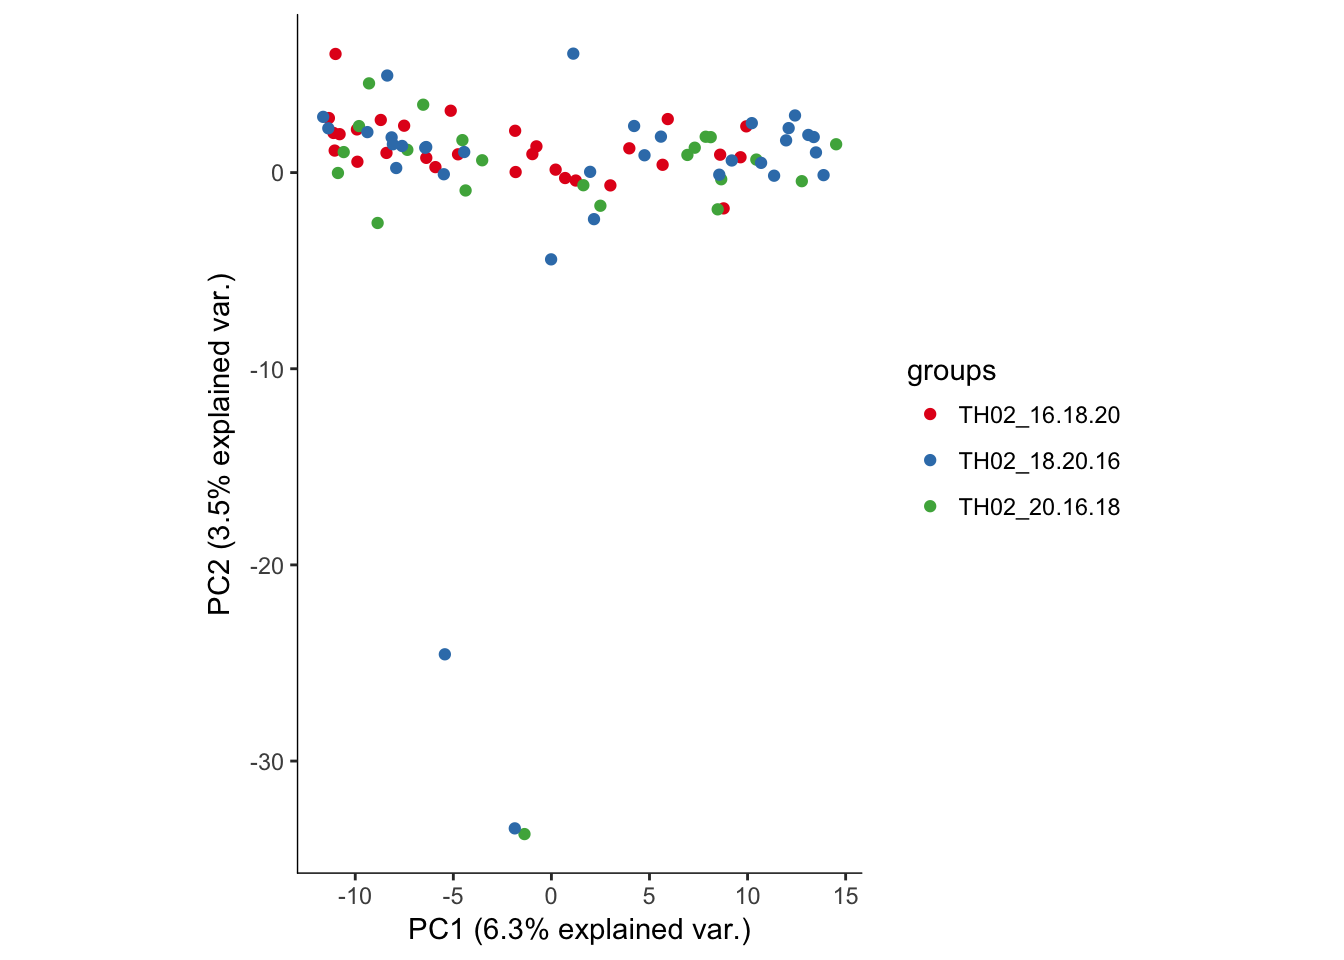 0
-10
-20
-30
PC2 (3.5% explained var.)
-10
-5
0
5
10
15
PC1 (6.3% explained var.)
groups
TH02_16.18.20
TH02_18.20.16
TH02_20.16.18